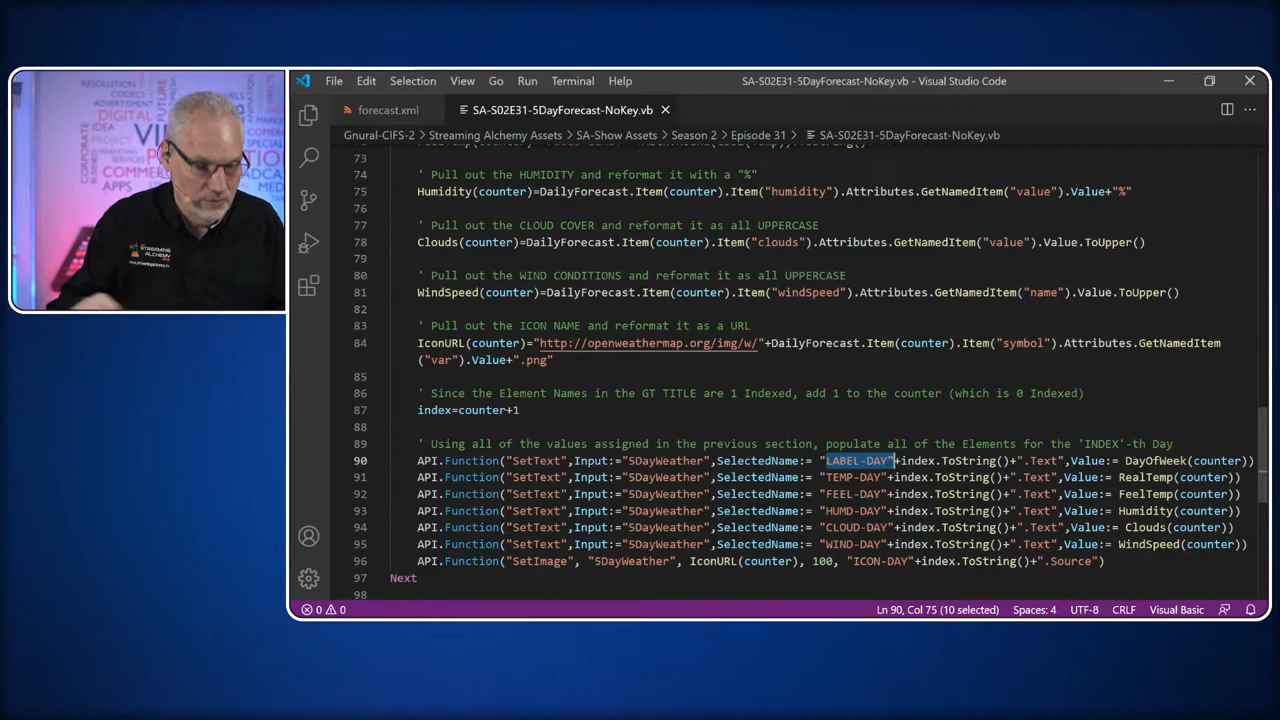 File Edit Selection View Go Run Terminal Help SA-S02E31-5DayForecast-NoKey.vb - Visual Studio Code
forecast.xml SA-S02E31-5DayForecast-NoKey.vb
Gnural-CIFS-2 > Streaming Alchemy Assets > SA-Show Assets > Season 2 > Episode 31 > SA-S02E31-5DayForecast-NoKey.vb
73
74 ' Pull out the HUMIDITY and reformat it with a "%"
75 Humidity(counter)=DailyForecast.Item(counter).Item("humidity").Attributes.GetNamedItem("value").Value+"%"
76
77 ' Pull out the CLOUD COVER and reformat it as all UPPERCASE
78 Clouds(counter)=DailyForecast.Item(counter).Item("clouds").Attributes.GetNamedItem("value").Value.ToUpper()
79
80 ' Pull out the WIND CONDITIONS and reformat it as all UPPERCASE
81 WindSpeed(counter)=DailyForecast.Item(counter).Item("windSpeed").Attributes.GetNamedItem("name").Value.ToUpper()
82
83 ' Pull out the ICON NAME and reformat it as a URL
84 IconURL(counter)="http://openweathermap.org/img/w/"+DailyForecast.Item(counter).Item("symbol").Attributes.GetNamedItem
("var").Value+".png"
85
86 ' Since the Element Names in the GT TITLE are 1 Indexed, add 1 to the counter (which is 0 Indexed)
87 index=counter+1
88
89 ' Using all of the values assigned in the previous section, populate all of the Elements for the 'INDEX'-th Day
90 API.Function("SetText",Input:="5DayWeather",SelectedName:= "LABEL-DAY"+index.ToString()+".Text",Value:= DayOfWeek(counter))
91 API.Function("SetText",Input:="5DayWeather",SelectedName:= "TEMP-DAY"+index.ToString()+".Text",Value:= RealTemp(counter))
92 API.Function("SetText",Input:="5DayWeather",SelectedName:= "FEEL-DAY"+index.ToString()+".Text",Value:= FeelTemp(counter))
93 API.Function("SetText",Input:="5DayWeather",SelectedName:= "HUMD-DAY"+index.ToString()+".Text",Value:= Humidity(counter))
94 API.Function("SetText",Input:="5DayWeather",SelectedName:= "CLOUD-DAY"+index.ToString()+".Text",Value:= Clouds(counter))
95 API.Function("SetText",Input:="5DayWeather",SelectedName:= "WIND-DAY"+index.ToString()+".Text",Value:= WindSpeed(counter))
96 API.Function("SetImage", "5DayWeather", IconURL(counter), 100, "ICON-DAY"+index.ToString()+".Source")
97 Next
98
0 0 Ln 90, Col 75 (10 selected) Spaces: 4 UTF-8 CRLF Visual Basic
RESOLUTION
CODECS
DIGITAL
IDEA
COMMERC
APPS
FUTURE
STREAMING
ALCHEMY